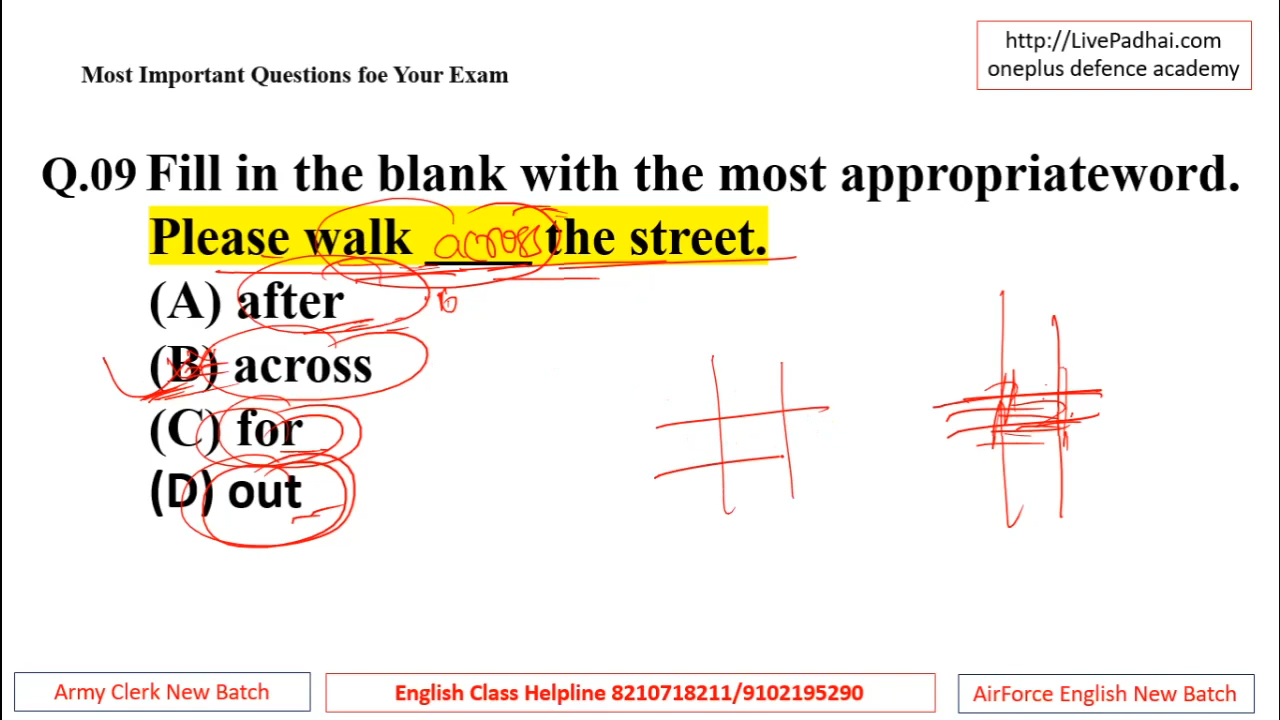 http://LivePadhai.com
oneplus defence academy
Most Important Questions foe Your Exam
Q.09 Fill in the blank with the most appropriateword.
Please walk across the street.
(A) after
(B) across
(C) for
(D) out
Army Clerk New Batch
English Class Helpline 8210718211/9102195290
AirForce English New Batch